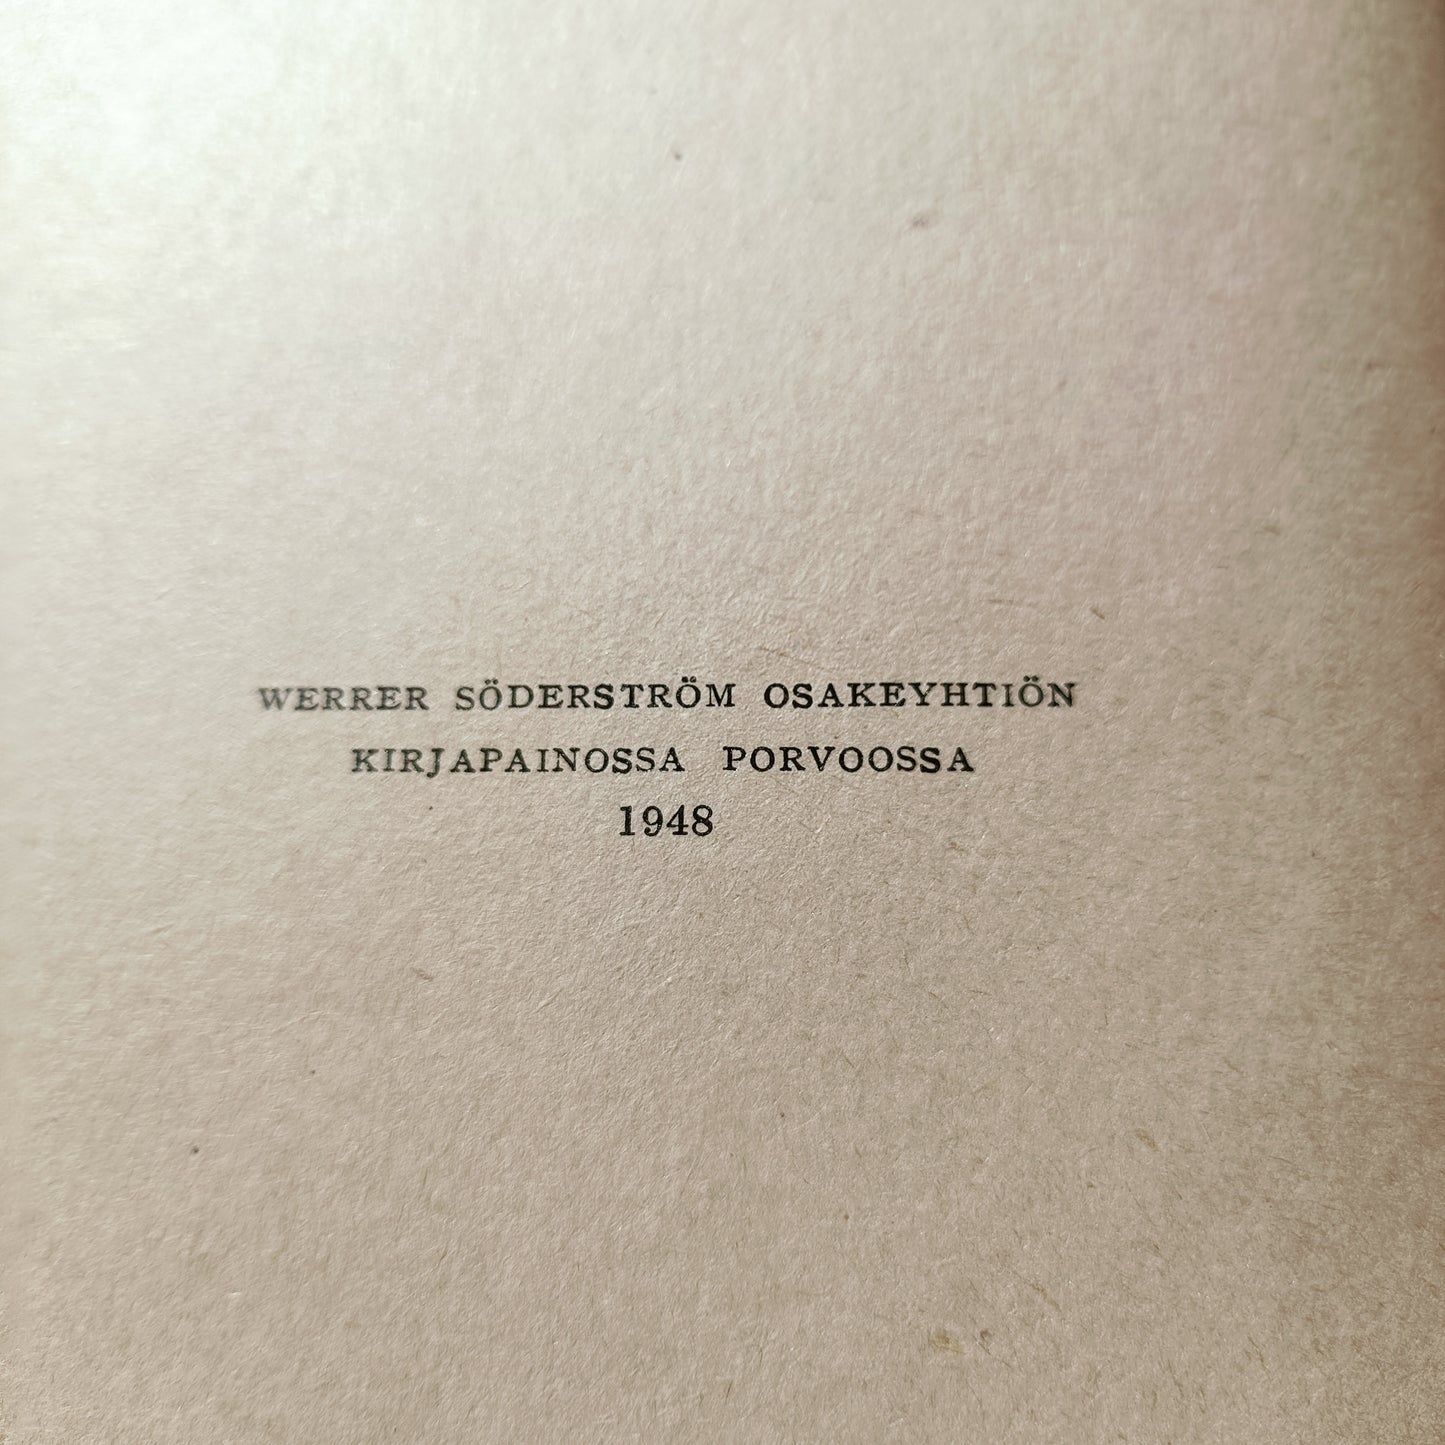 WERRER SÖDERSTRÖM OSAKEYHTIÖN
KIRJAPAINOSSA PORVOOSSA
1948